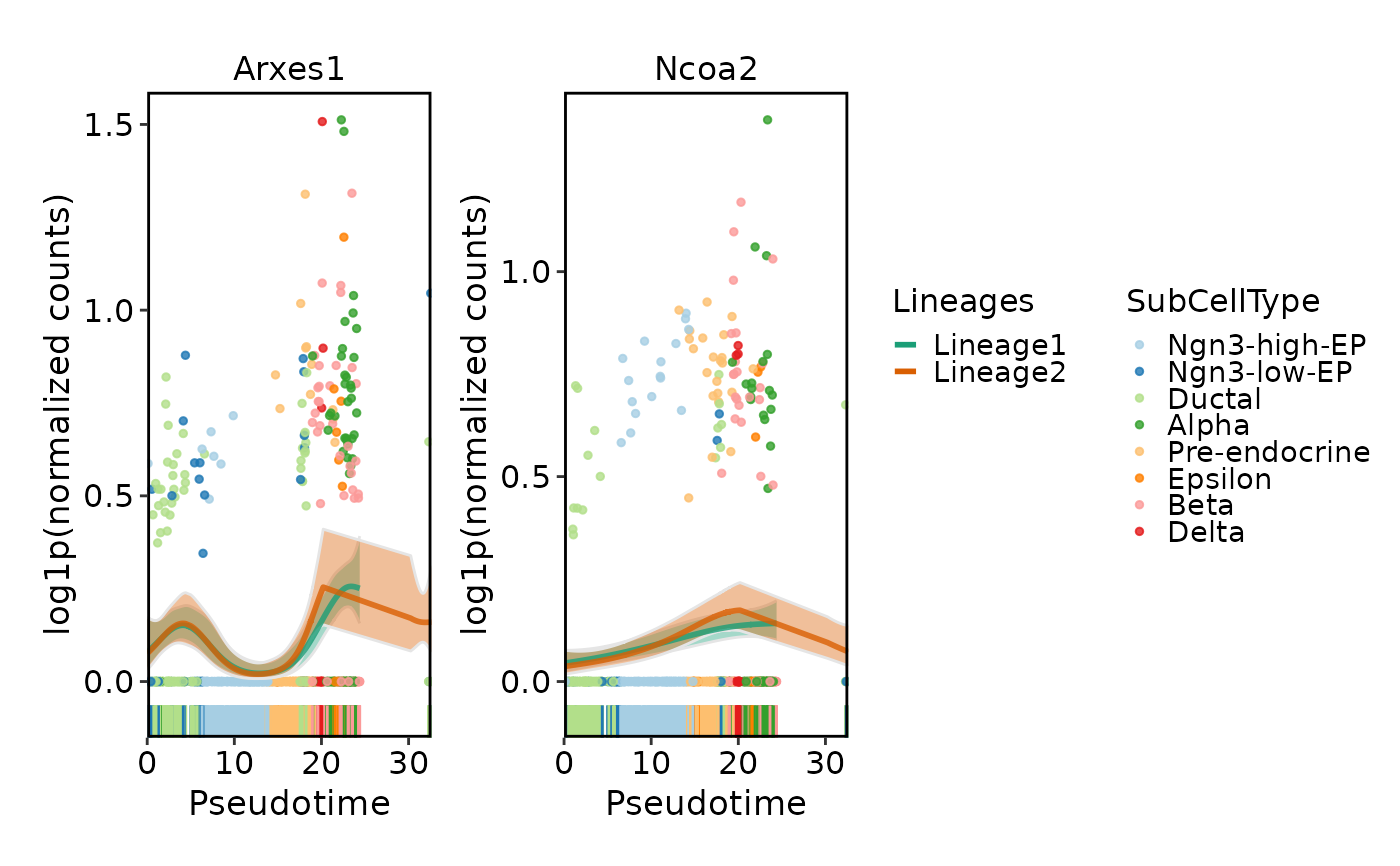 Arxes1
log1p(normalized counts)
1.5
1.0
0.5
0.0
0 10 20 30
Pseudotime
Ncoa2
log1p(normalized counts)
1.0
0.5
0.0
0 10 20 30
Pseudotime
Lineages
Lineage1
Lineage2
SubCellType
Ngn3-high-EP
Ngn3-low-EP
Ductal
Alpha
Pre-endocrine
Epsilon
Beta
Delta